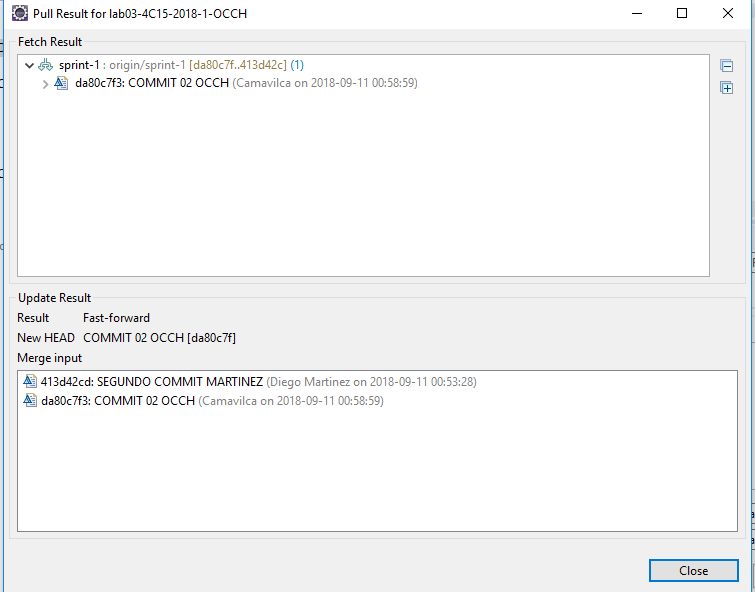 Pull Result for lab03-4C15-2018-1-OCCH
Fetch Result
sprint-1 : origin/sprint-1 [da80c7f..413d42c] (1)
da80c7f3: COMMIT 02 OCCH (Camavilca on 2018-09-11 00:58:59)
Update Result
Result Fast-forward
New HEAD COMMIT 02 OCCH [da80c7f]
Merge input
413d42cd: SEGUNDO COMMIT MARTINEZ (Diego Martinez on 2018-09-11 00:53:28)
da80c7f3: COMMIT 02 OCCH (Camavilca on 2018-09-11 00:58:59)
Close